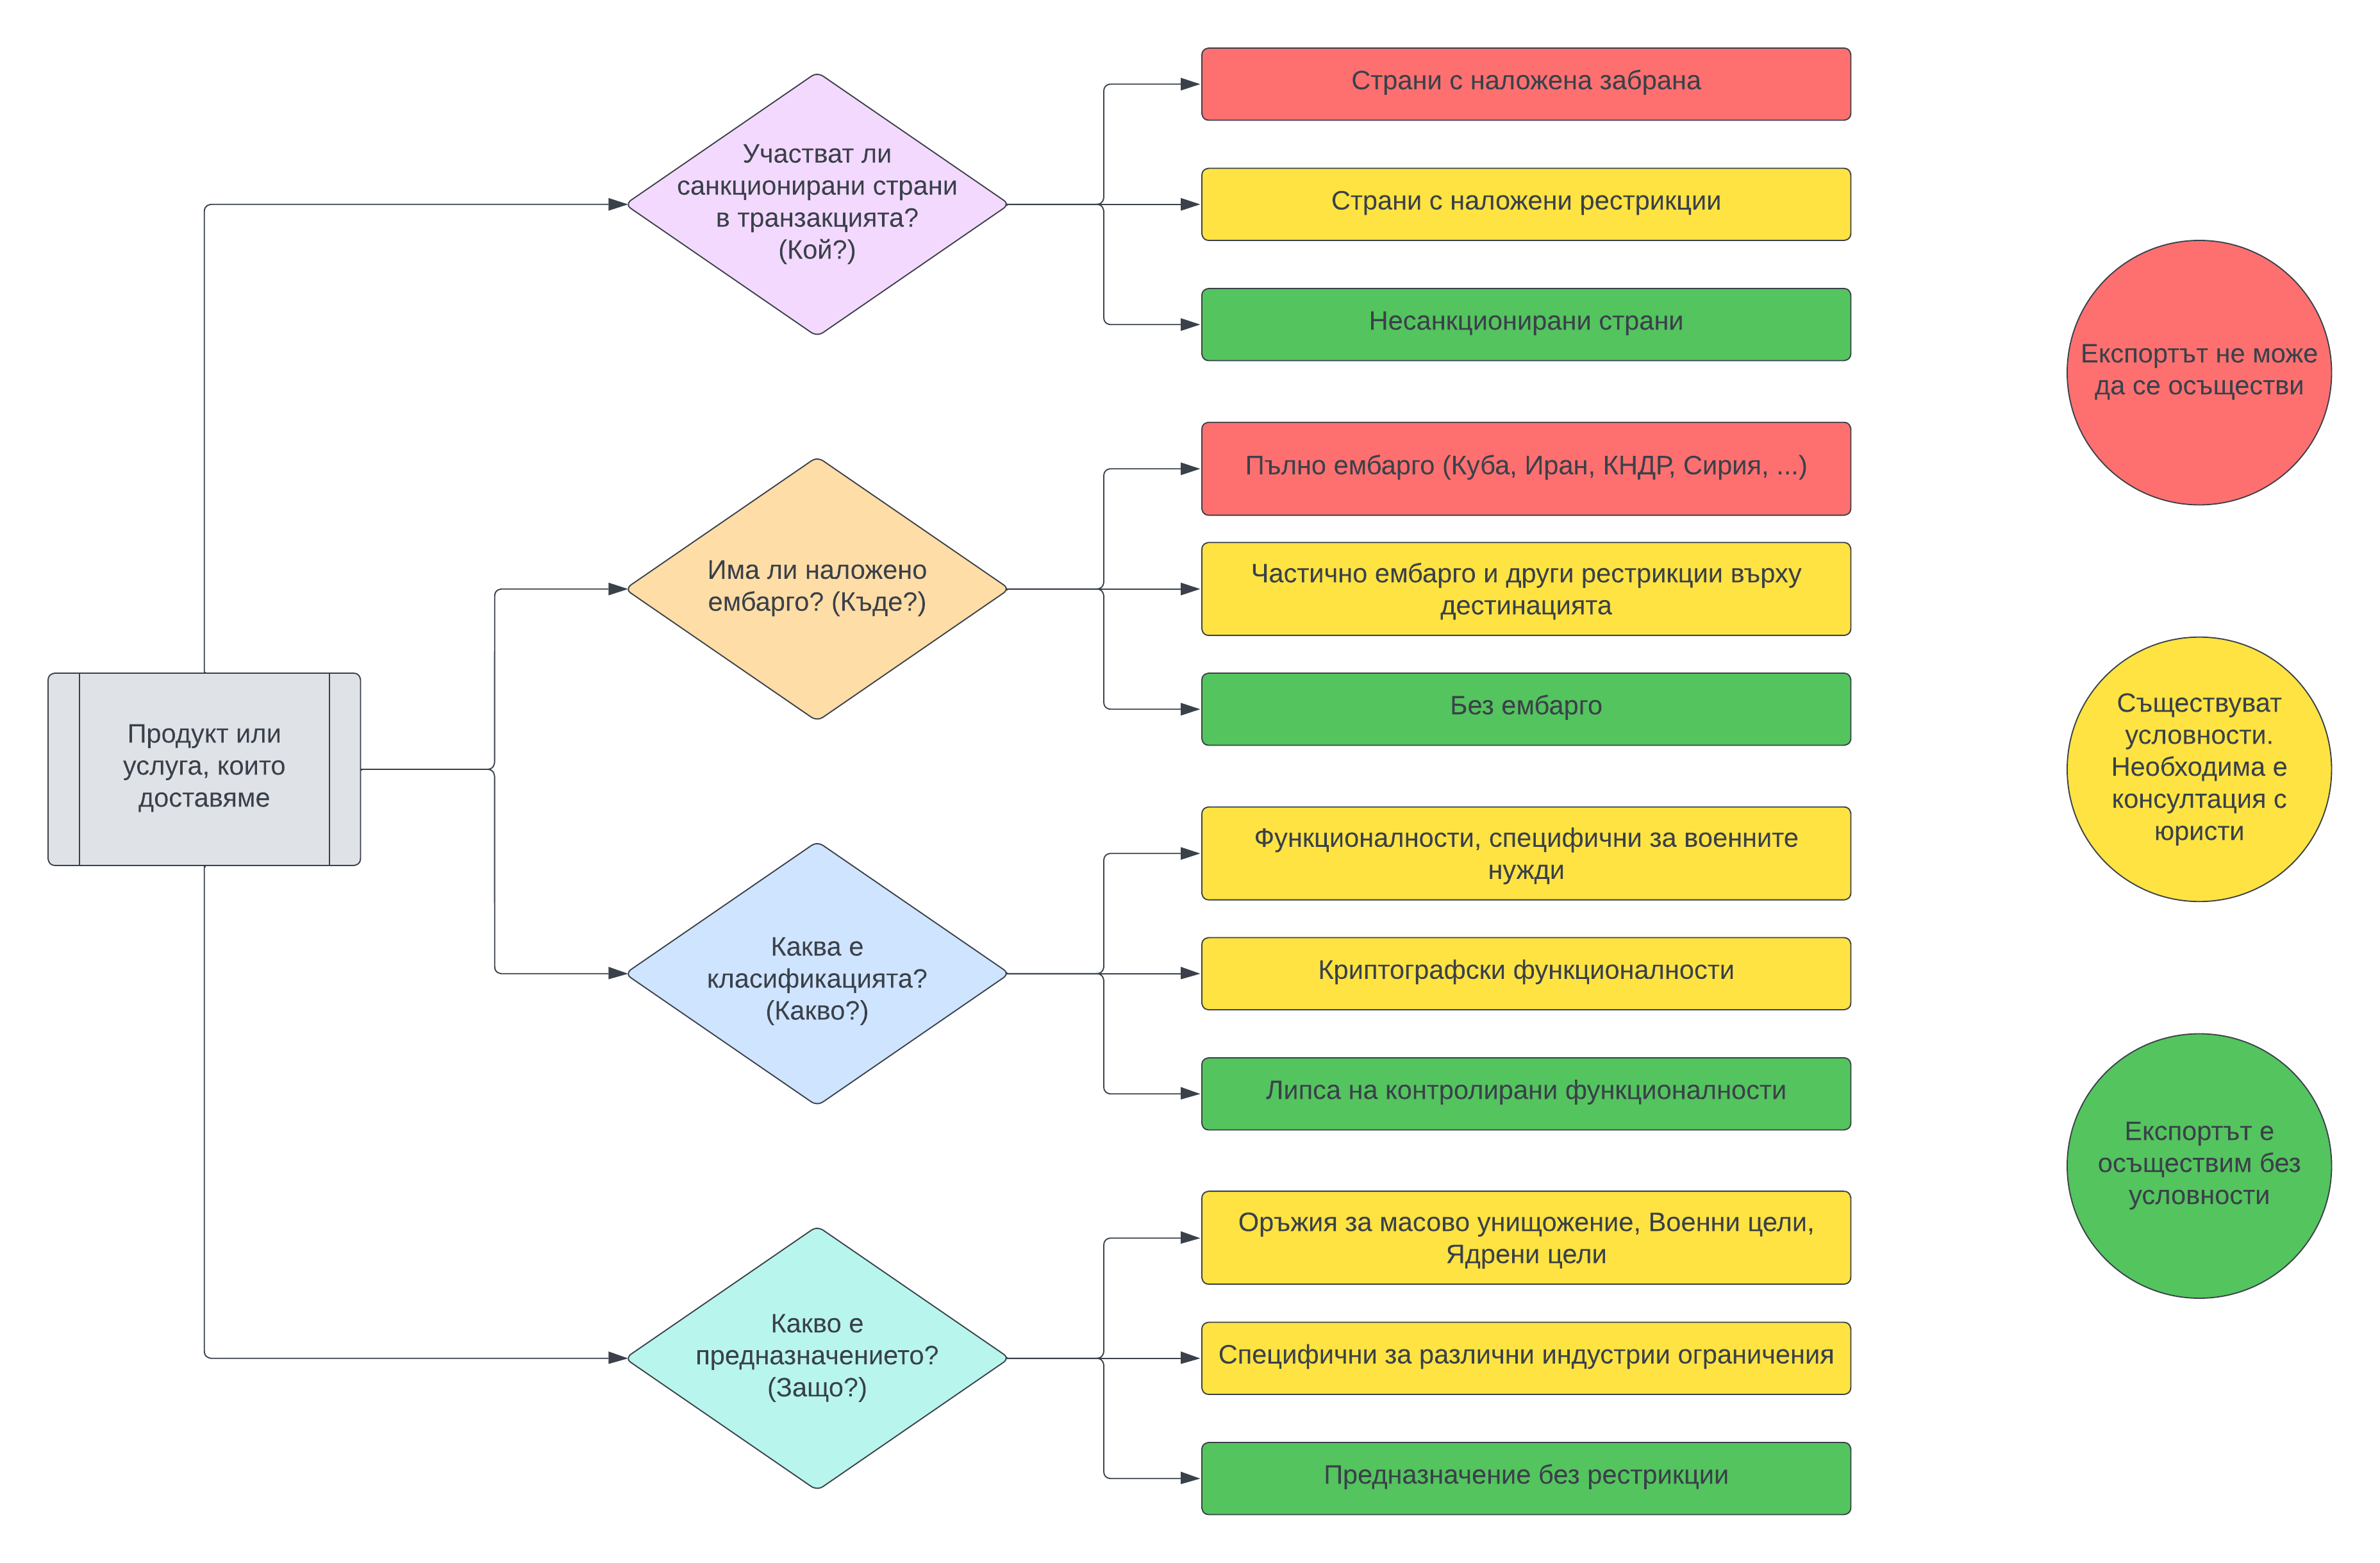 Участват ли
санкционирани страни
в транзакцията?
(Кой?)
Страни с наложена забрана
Страни с наложени рестрикции
Несанкционирани страни
Експортът не може
да се осъществи
Има ли наложено
ембарго? (Къде?)
Пълно ембарго (Куба, Иран, КНДР, Сирия, ...)
Частично ембарго и други рестрикции върху
дестинацията
Без ембарго
Продукт или
услуга, които
доставяме
Съществуват
условности.
Необходима е
консултация с
юристи
Каква е
класификацията?
(Какво?)
Функционалности, специфични за военните
нужди
Криптографски функционалности
Липса на контролирани функционалности
Експортът е
осъществим без
условности
Какво е
предназначението?
(Защо?)
Оръжия за масово унищожение, Военни цели,
Ядрени цели
Специфични за различни индустрии ограничения
Предназначение без рестрикции